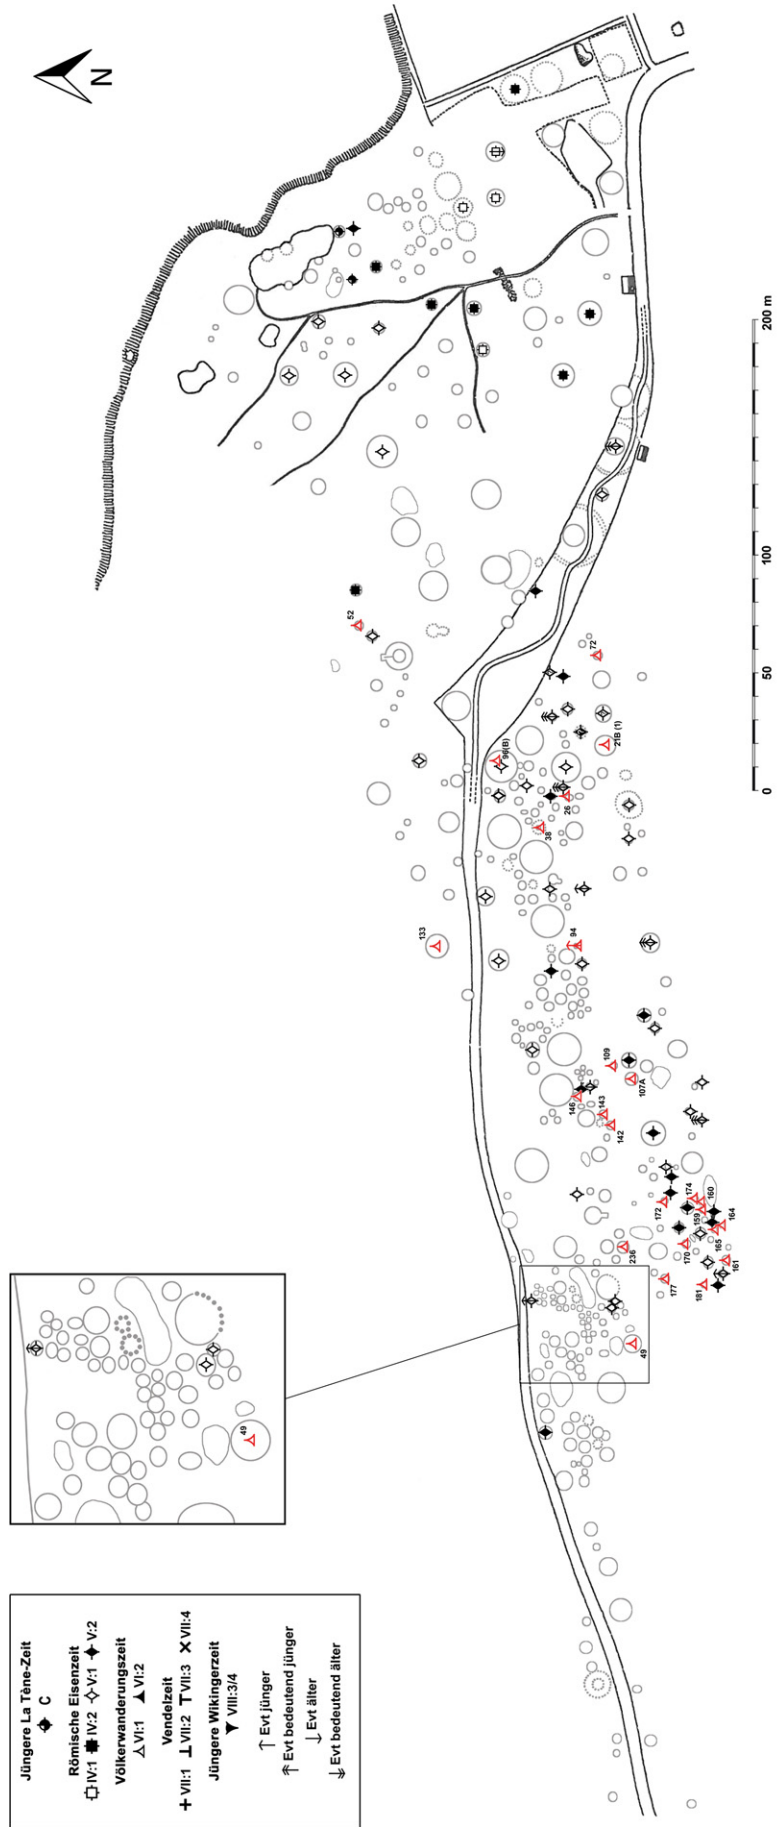 N
Jüngere La Tène-Zeit
C
Römische Eisenzeit
IV:1 IV:2 V:1 V:2
Völkerwanderungszeit
VI:1 VI:2
Vendelzeit
VII:1 VII:2 VII:3 VII:4
Jüngere Wikingerzeit
VIII:3/4
Evt jünger
Evt bedeutend jünger
Evt älter
Evt bedeutend älter
49
52
133
96(B)
72
21B (1)
26
38
94
109
107A
146
143
142
174
172
160
159
164
165
170
161
236
177
181
49
0 50 100 200 m